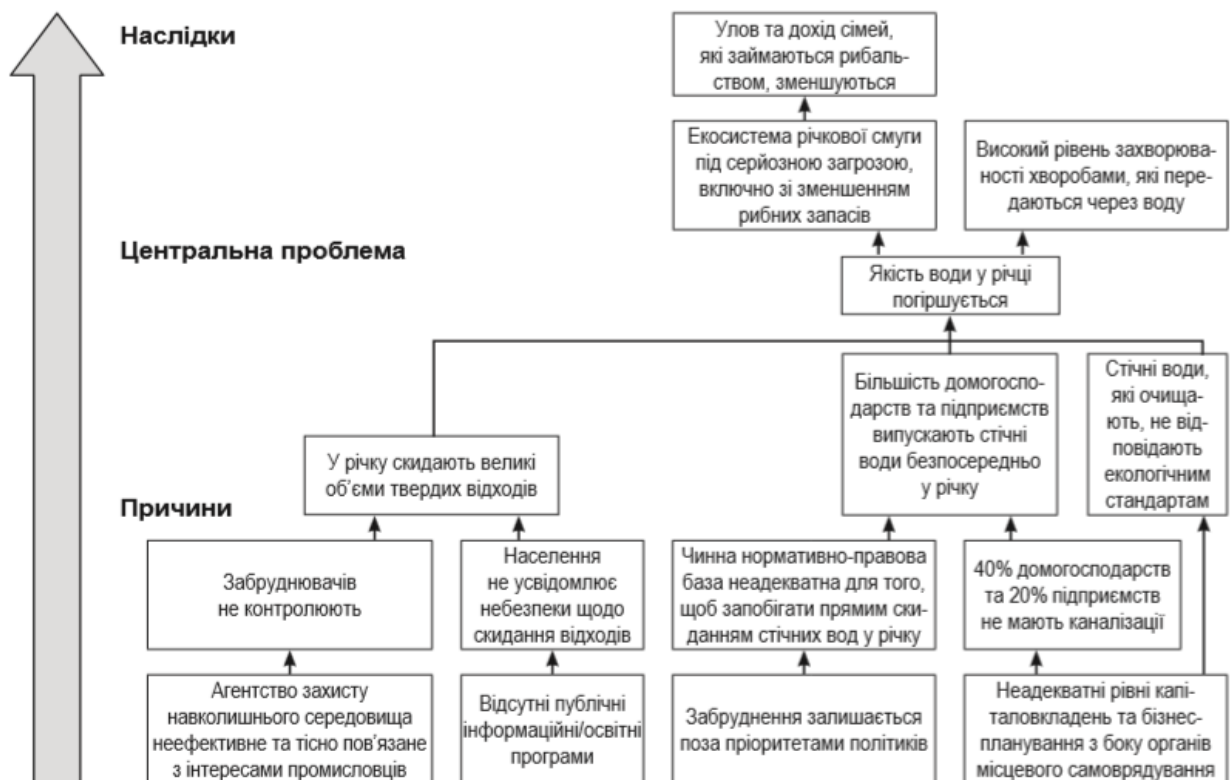 Наслідки
Улов та дохід сімей,
які займаються рибаль-
ством, зменшуються
Екосистема річкової смуги
під серйозною загрозою,
включно зі зменшенням
рибних запасів
Високий рівень захворюва-
ності хворобами, які пере-
даються через воду
Центральна проблема
Якість води у річці
погіршується
Більшість домогоспо-
дарств та підприємств
випускають стічні
води безпосередньо
у річку
Стічні води,
які очища-
ють, не від-
повідають
екологічним
стандартам
У річку скидають великі
об’єми твердих відходів
Причини
Забруднювачів
не контролюють
Населення
не усвідомлює
небезпеки щодо
скидання відходів
Чинна нормативно-правова
база неадекватна для того,
щоб запобігати прямим ски-
данням стічних вод у річку
40% домогосподарств
та 20% підприємств
не мають каналізації
Агентство захисту
навколишнього середовища
неефективне та тісно пов’язане
з інтересами промисловців
Відсутні публічні
інформаційні/освітні
програми
Забруднення залишається
поза пріоритетами політиків
Неадекватні рівні капі-
таловкладень та бізнес-
планування з боку органів
місцевого самоврядування